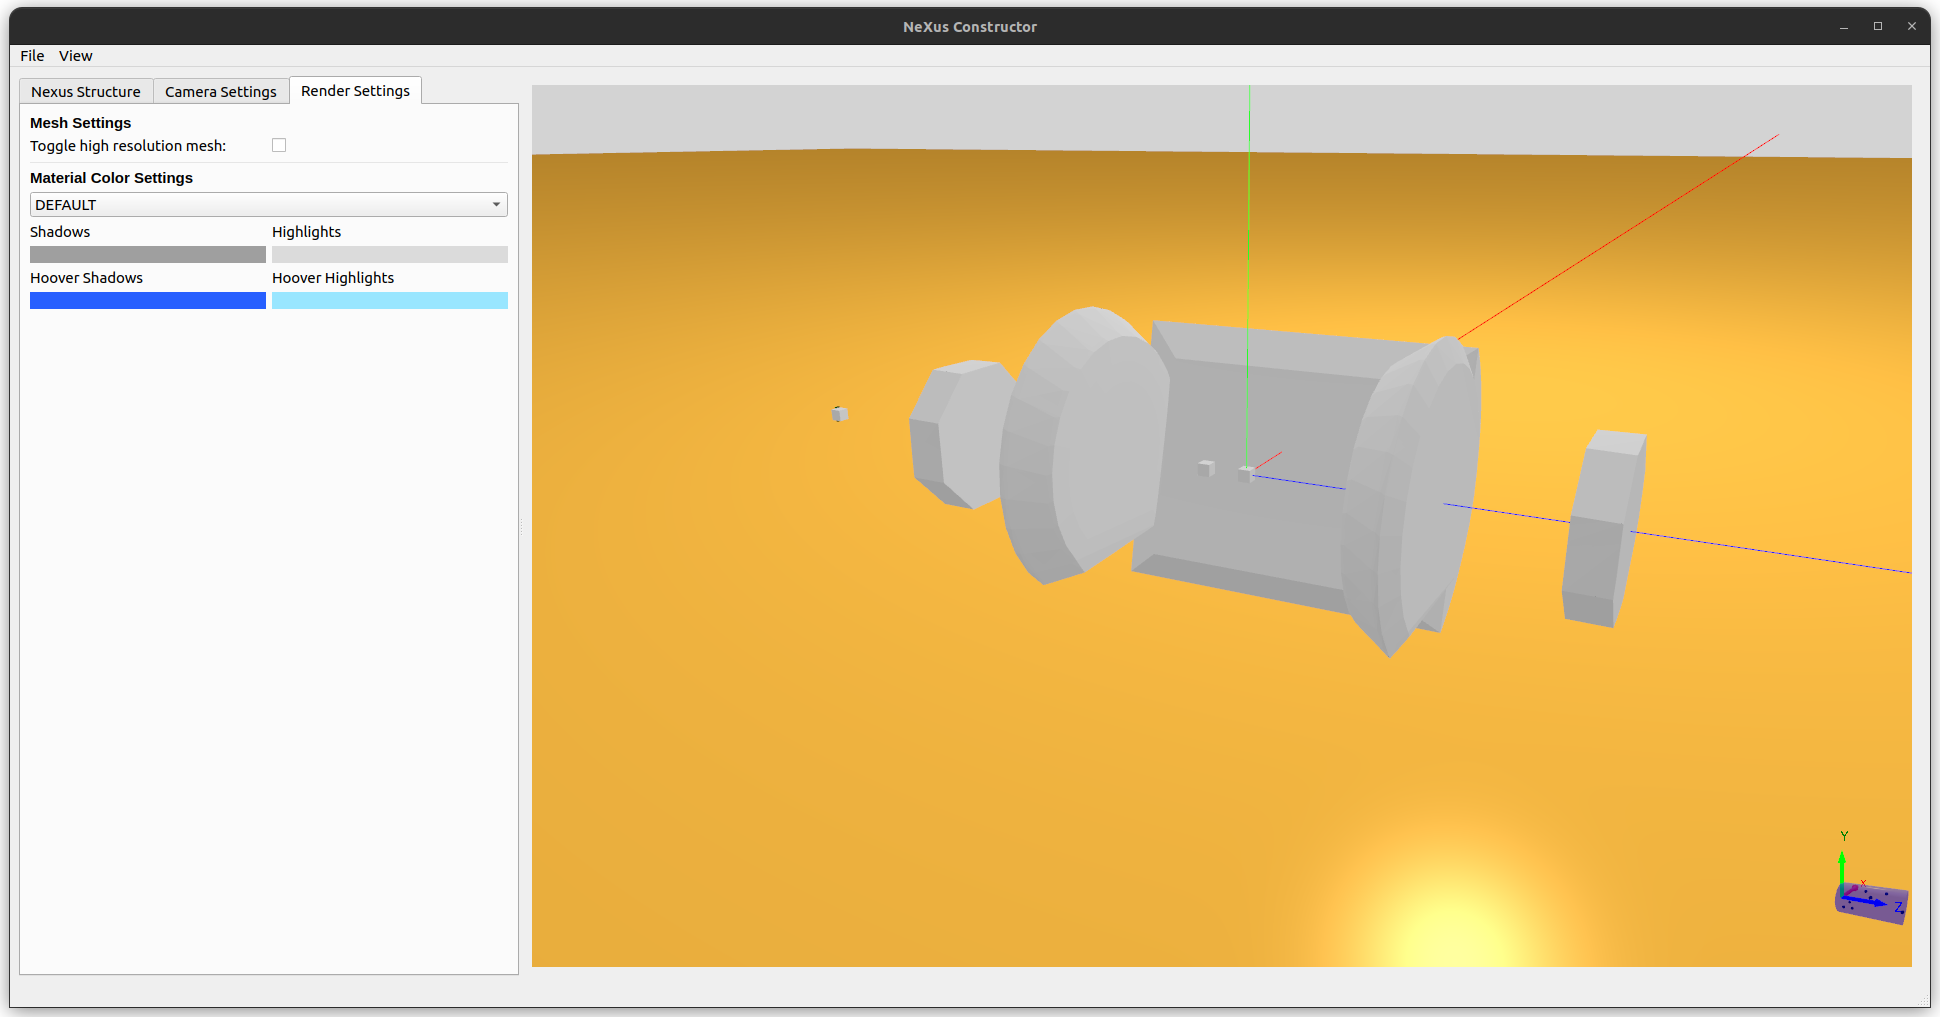 NeXus Constructor
File View
Nexus Structure Camera Settings Render Settings
Mesh Settings
Toggle high resolution mesh:
Material Color Settings
DEFAULT
Shadows Highlights
Hoover Shadows Hoover Highlights
Y
X
Z